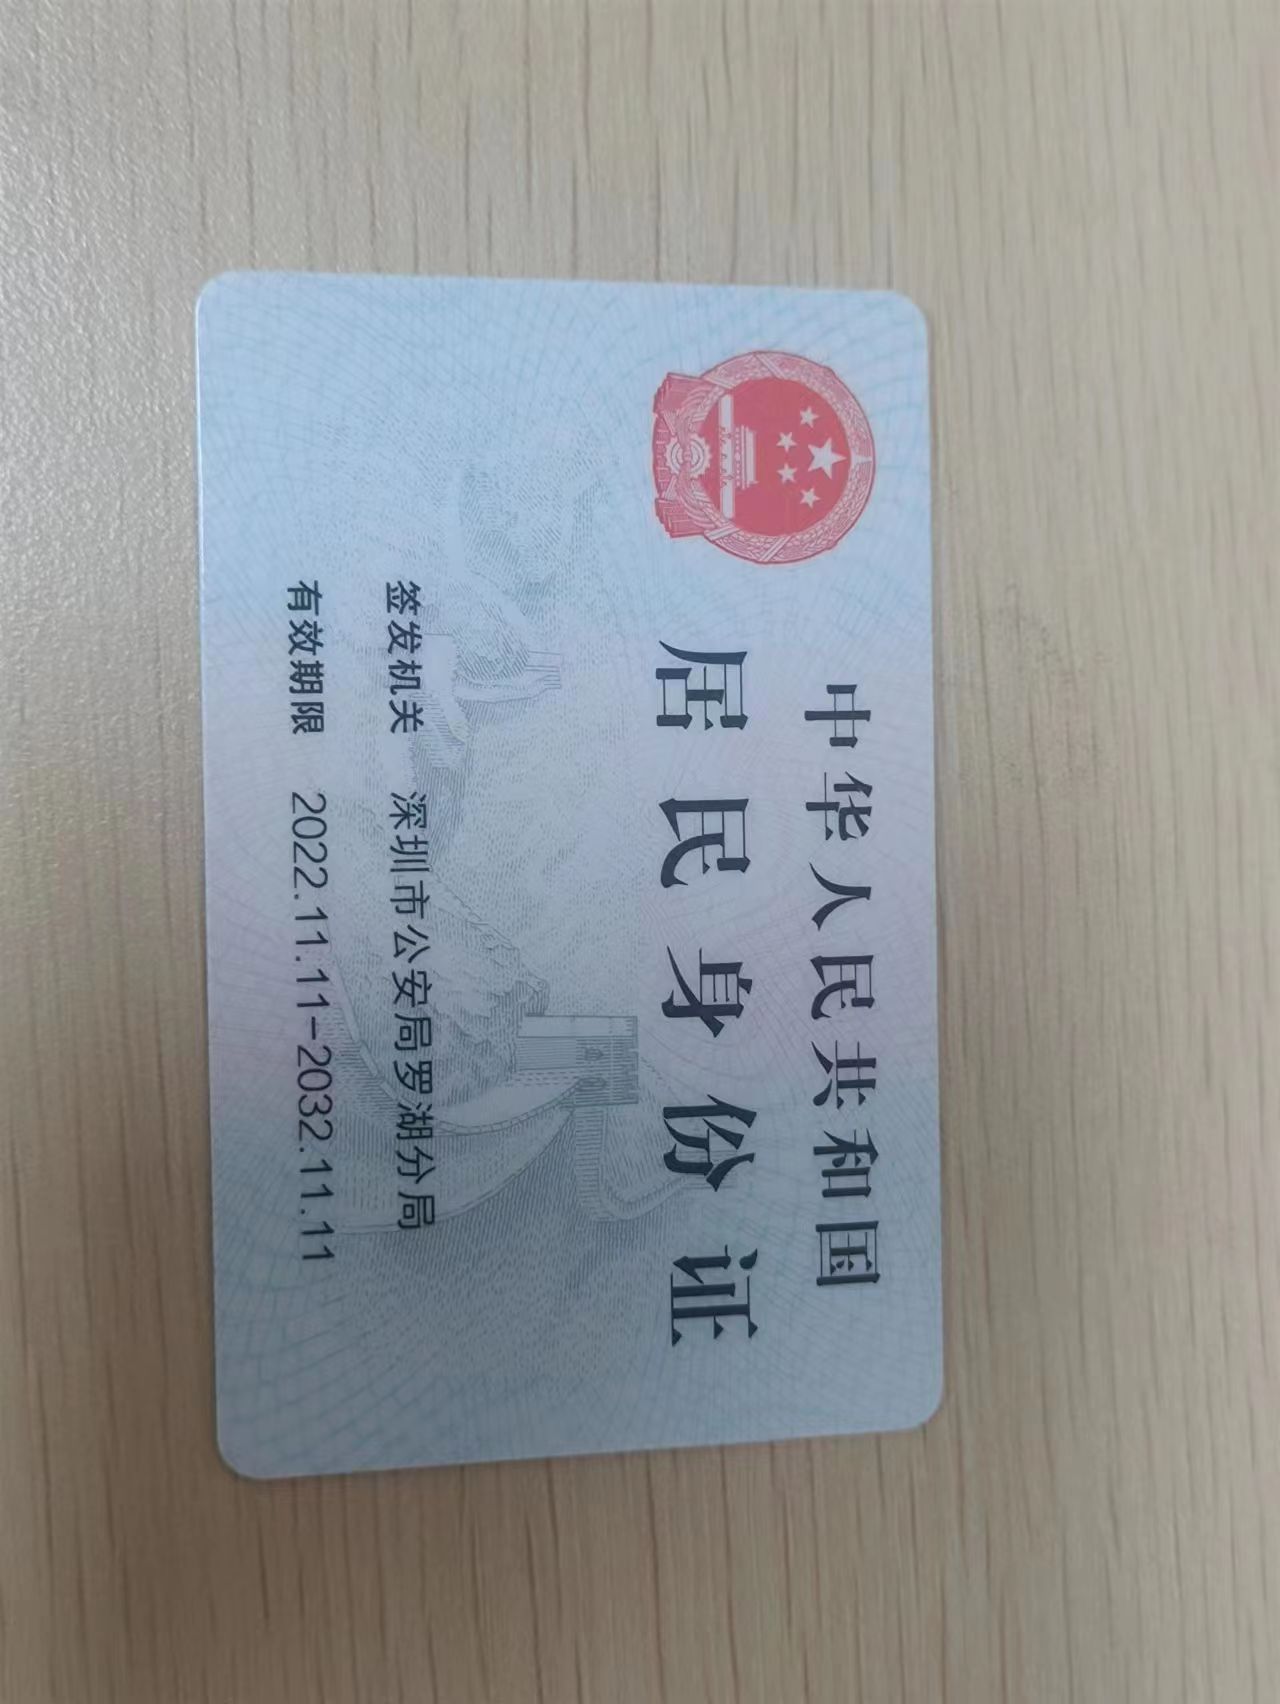 中华人民共和国
居民身份证
签发机关 深圳市公安局罗湖分局
有效期限 2022.11.11-2032.11.11